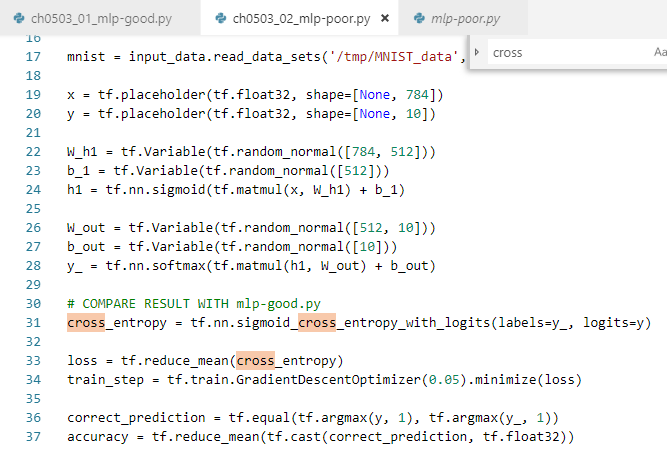 ch0503_01_mlp-good.py ch0503_02_mlp-poor.py × mlp-poor.py
16
cross Aa
17 mnist = input_data.read_data_sets('/tmp/MNIST_data',
18
19 x = tf.placeholder(tf.float32, shape=[None, 784])
20 y = tf.placeholder(tf.float32, shape=[None, 10])
21
22 W_h1 = tf.Variable(tf.random_normal([784, 512]))
23 b_1 = tf.Variable(tf.random_normal([512]))
24 h1 = tf.nn.sigmoid(tf.matmul(x, W_h1) + b_1)
25
26 W_out = tf.Variable(tf.random_normal([512, 10]))
27 b_out = tf.Variable(tf.random_normal([10]))
28 y_ = tf.nn.softmax(tf.matmul(h1, W_out) + b_out)
29
30 # COMPARE RESULT WITH mlp-good.py
31 cross_entropy = tf.nn.sigmoid_cross_entropy_with_logits(labels=y_, logits=y)
32
33 loss = tf.reduce_mean(cross_entropy)
34 train_step = tf.train.GradientDescentOptimizer(0.05).minimize(loss)
35
36 correct_prediction = tf.equal(tf.argmax(y, 1), tf.argmax(y_, 1))
37 accuracy = tf.reduce_mean(tf.cast(correct_prediction, tf.float32))